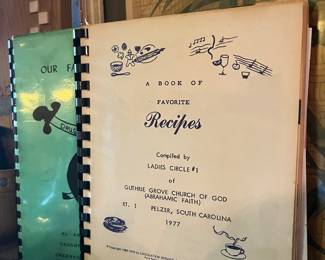 OUR FA
A BOOK OF
FAVORITE
Recipes
Compiled by
LADIES CIRCLE #1
of
GUTHRIE GROVE CHURCH OF GOD
(ABRAHAMIC FAITH)
RT. 1 PELZER, SOUTH CAROLINA
1977